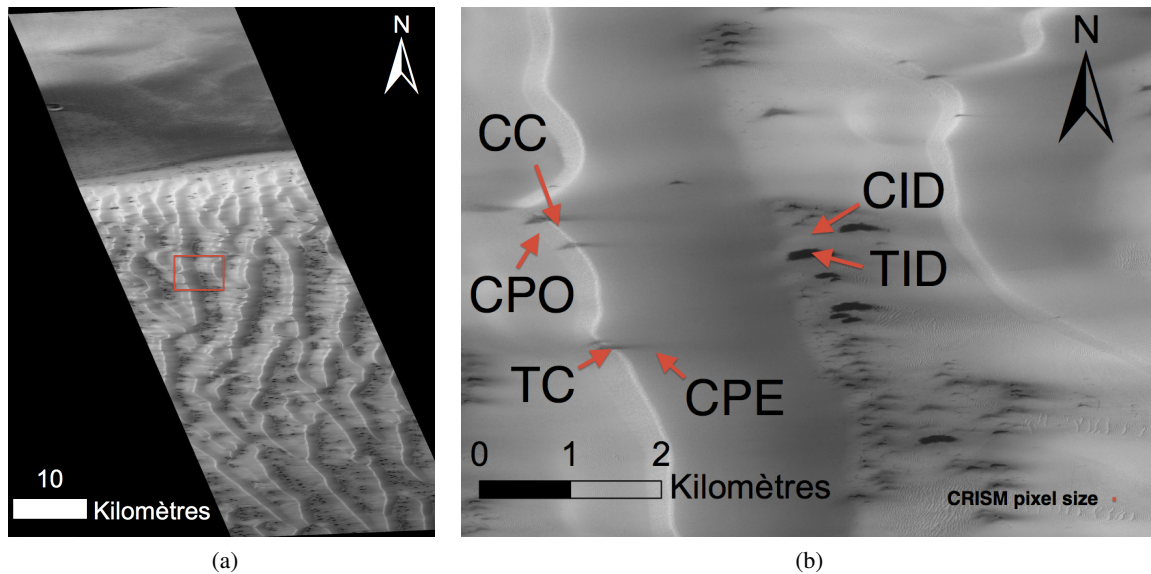 N
10
Kilomètres
(a)
N
CC
CPO
CID
TID
TC
CPE
0 1 2
Kilomètres
CRISM pixel size
(b)